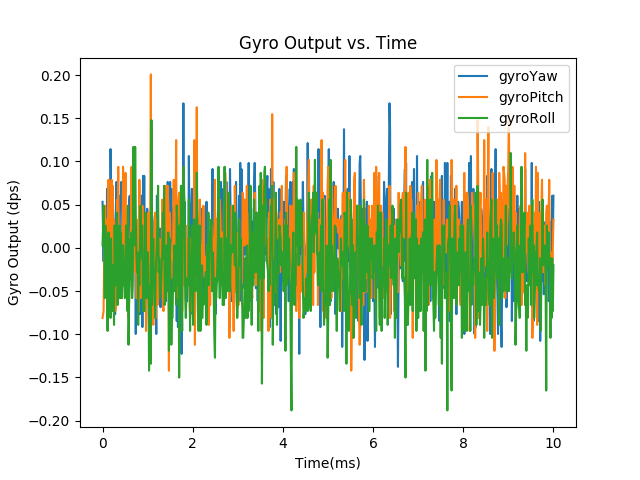 Gyro Output vs. Time
gyroYaw
gyroPitch
gyroRoll
Gyro Output (dps)
0.20
0.15
0.10
0.05
0.00
−0.05
−0.10
−0.15
−0.20
0 2 4 6 8 10
Time(ms)